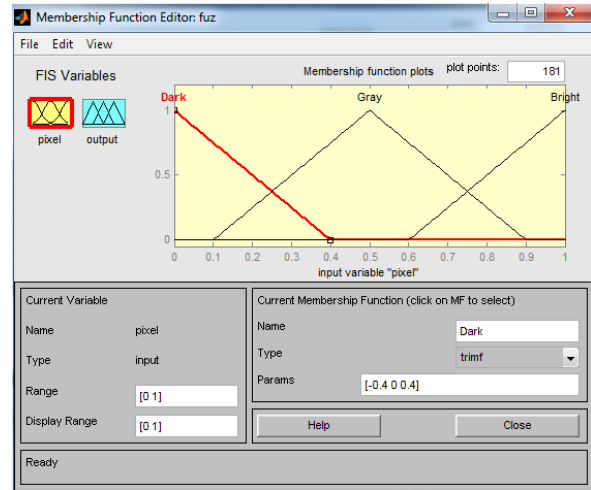 Membership Function Editor: fuz
File Edit View
FIS Variables
Membership function plots plot points: 181
Dark Gray Bright
1
0.5
0
0 0.1 0.2 0.3 0.4 0.5 0.6 0.7 0.8 0.9 1
input variable "pixel"
pixel output
Current Variable
Name pixel
Type input
Range [0 1]
Display Range [0 1]
Current Membership Function (click on MF to select)
Name Dark
Type trimf
Params [-0.4 0 0.4]
Help Close
Ready